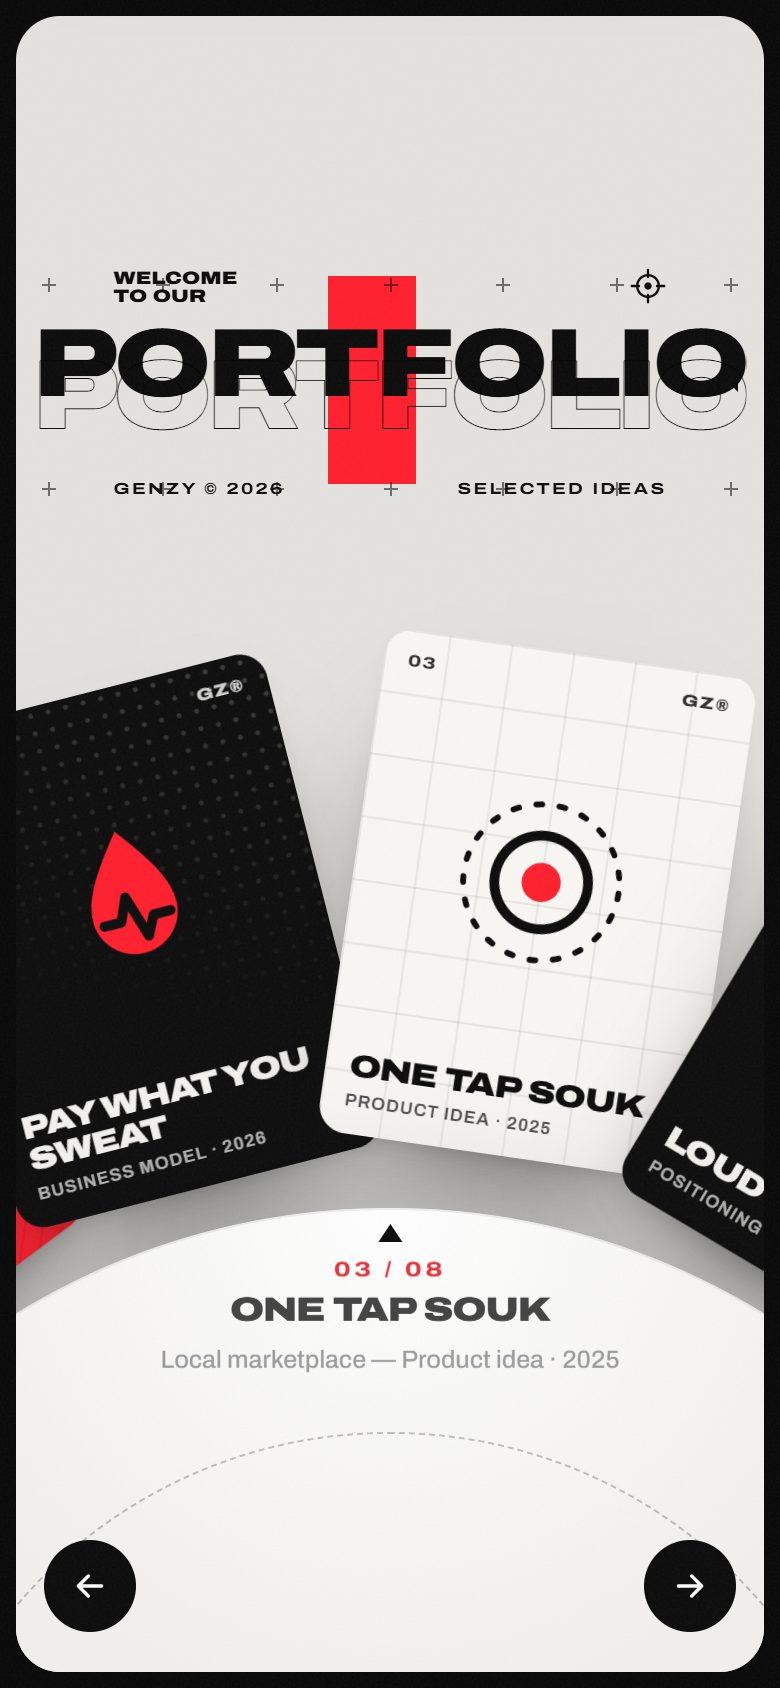 WELCOME
TO OUR
PORTFOLIO
PORTFOLIO
GENZY © 2026
SELECTED IDEAS
GZ®
PAY WHAT YOU
SWEAT
BUSINESS MODEL · 2026
03
GZ®
ONE TAP SOUK
PRODUCT IDEA · 2025
LOUD
POSITIONING
03 / 08
ONE TAP SOUK
Local marketplace — Product idea · 2025